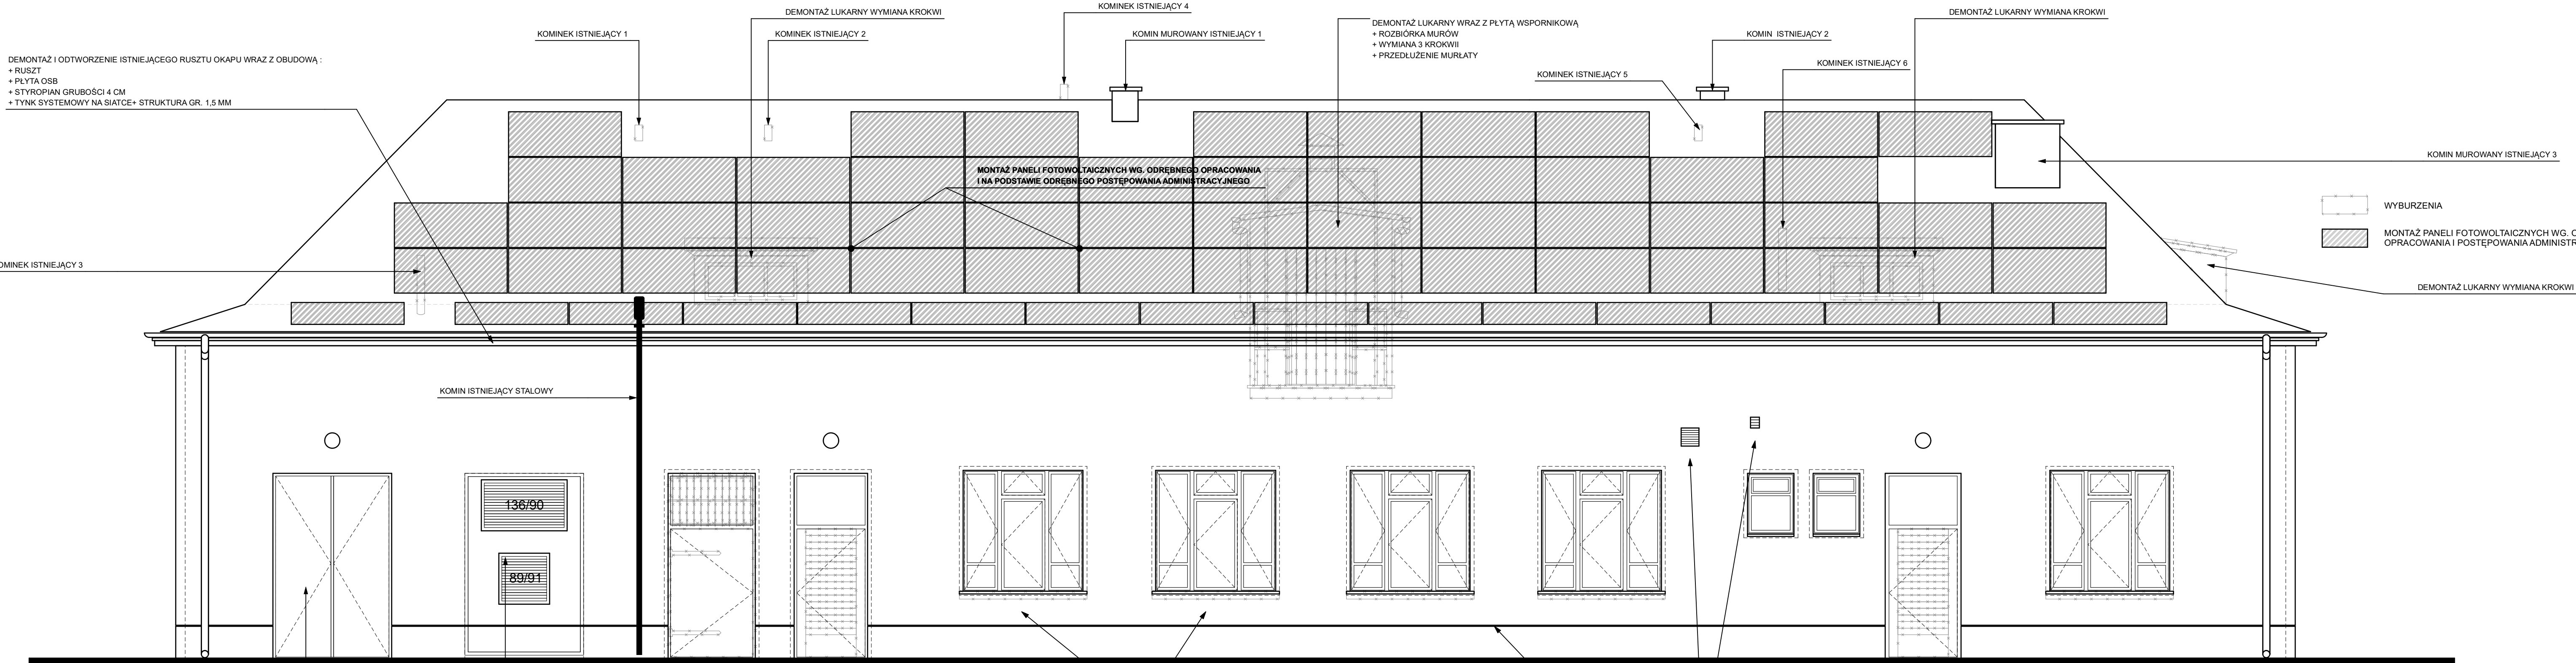 DEMONTAŻ LUKARNY WYMIANA KROKWI
KOMINEK ISTNIEJĄCY 4
DEMONTAŻ LUKARNY WRAZ Z PŁYTĄ WSPORNIKOWĄ
+ ROZBIÓRKA MURÓW
+ WYMIANA 3 KROKWII
+ PRZEDŁUŻENIE MURŁATY
DEMONTAŻ LUKARNY WYMIANA KROKWI
KOMINEK ISTNIEJĄCY 1
KOMINEK ISTNIEJĄCY 2
KOMIN MUROWANY ISTNIEJĄCY 1
KOMIN ISTNIEJĄCY 2
KOMINEK ISTNIEJĄCY 6
KOMINEK ISTNIEJĄCY 5
DEMONTAŻ I ODTWORZENIE ISTNIEJĄCEGO RUSZTU OKAPU WRAZ Z OBUDOWĄ :
+ RUSZT
+ PŁYTA OSB
+ STYROPIAN GRUBOŚCI 4 CM
+ TYNK SYSTEMOWY NA SIATCE+ STRUKTURA GR. 1,5 MM
KOMIN MUROWANY ISTNIEJĄCY 3
MONTAŻ PANELI FOTOWOLTAICZNYCH WG. ODRĘBNEGO OPRACOWANIA
I NA PODSTAWIE ODRĘBNEGO POSTĘPOWANIA ADMINISTRACYJNEGO
WYBURZENIA
MONTAŻ PANELI FOTOWOLTAICZNYCH WG. O
OPRACOWANIA I POSTĘPOWANIA ADMINISTR
OMINEK ISTNIEJĄCY 3
DEMONTAŻ LUKARNY WYMIANA KROKWI
KOMIN ISTNIEJĄCY STALOWY
136/90
89/91